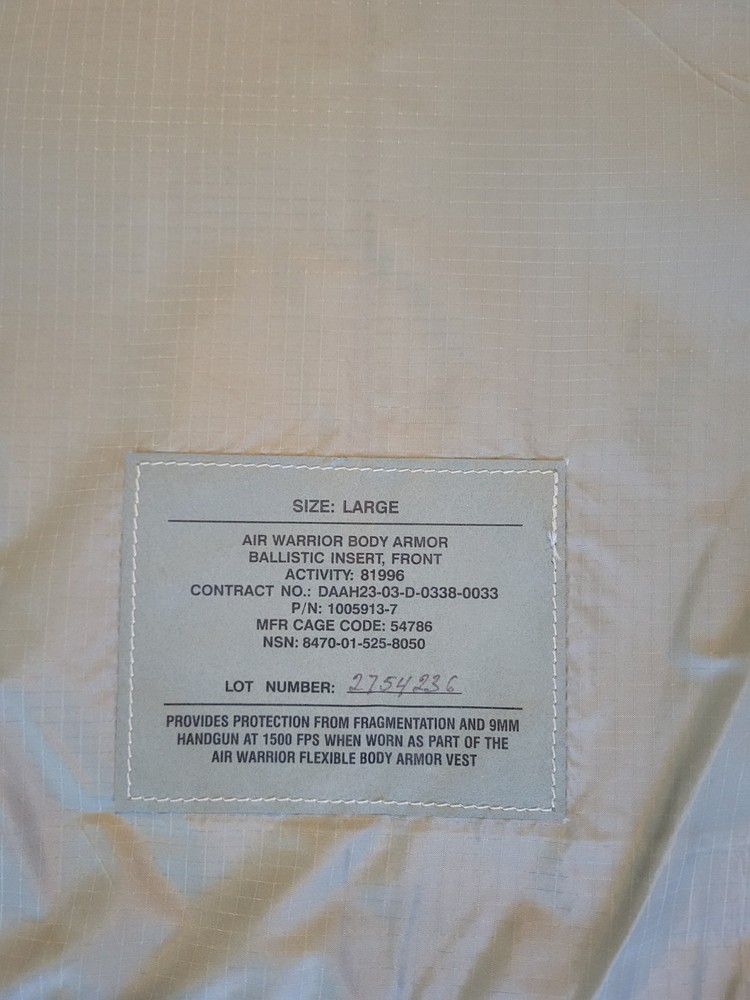 SIZE: LARGE
AIR WARRIOR BODY ARMOR
BALLISTIC INSERT, FRONT
ACTIVITY: 81996
CONTRACT NO.: DAAH23-03-D-0338-0033
P/N: 1005913-7
MFR CAGE CODE: 54786
NSN: 8470-01-525-8050
LOT NUMBER: 2754236
PROVIDES PROTECTION FROM FRAGMENTATION AND 9MM
HANDGUN AT 1500 FPS WHEN WORN AS PART OF THE
AIR WARRIOR FLEXIBLE BODY ARMOR VEST